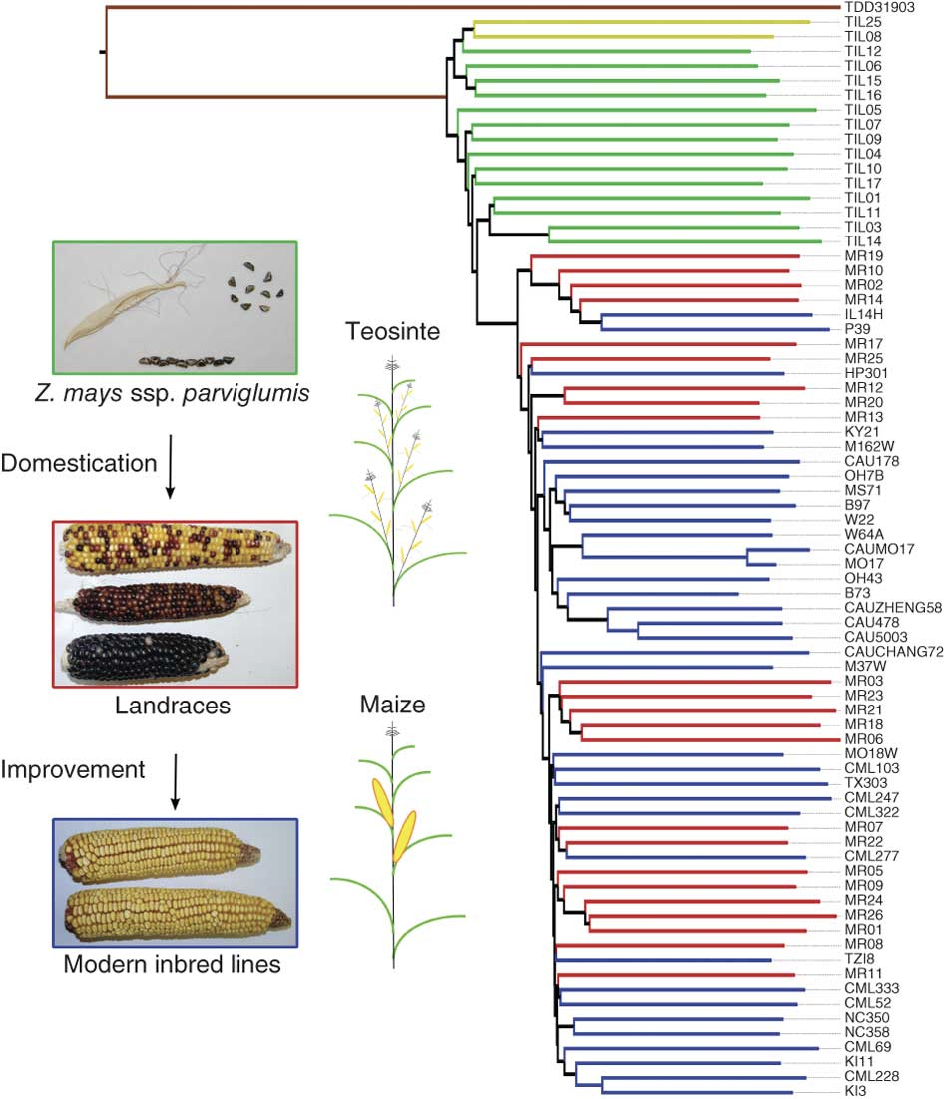 Z. mays ssp. parviglumis
Domestication
Landraces
Improvement
Modern inbred lines
Teosinte
Maize
TDD31903
TIL25
TIL08
TIL12
TIL06
TIL15
TIL16
TIL05
TIL07
TIL09
TIL04
TIL10
TIL17
TIL01
TIL11
TIL03
TIL14
MR19
MR10
MR02
MR14
IL14H
P39
MR17
MR25
HP301
MR12
MR20
MR13
KY21
M162W
CAU178
OH7B
MS71
B97
W22
W64A
CAUMO17
MO17
OH43
B73
CAUZHENG58
CAU478
CAU5003
CAUCHANG72
M37W
MR03
MR23
MR21
MR18
MR06
MO18W
CML103
TX303
CML247
CML322
MR07
MR22
CML277
MR05
MR09
MR24
MR26
MR01
MR08
TZI8
MR11
CML333
CML52
NC350
NC358
CML69
KI11
CML228
KI3